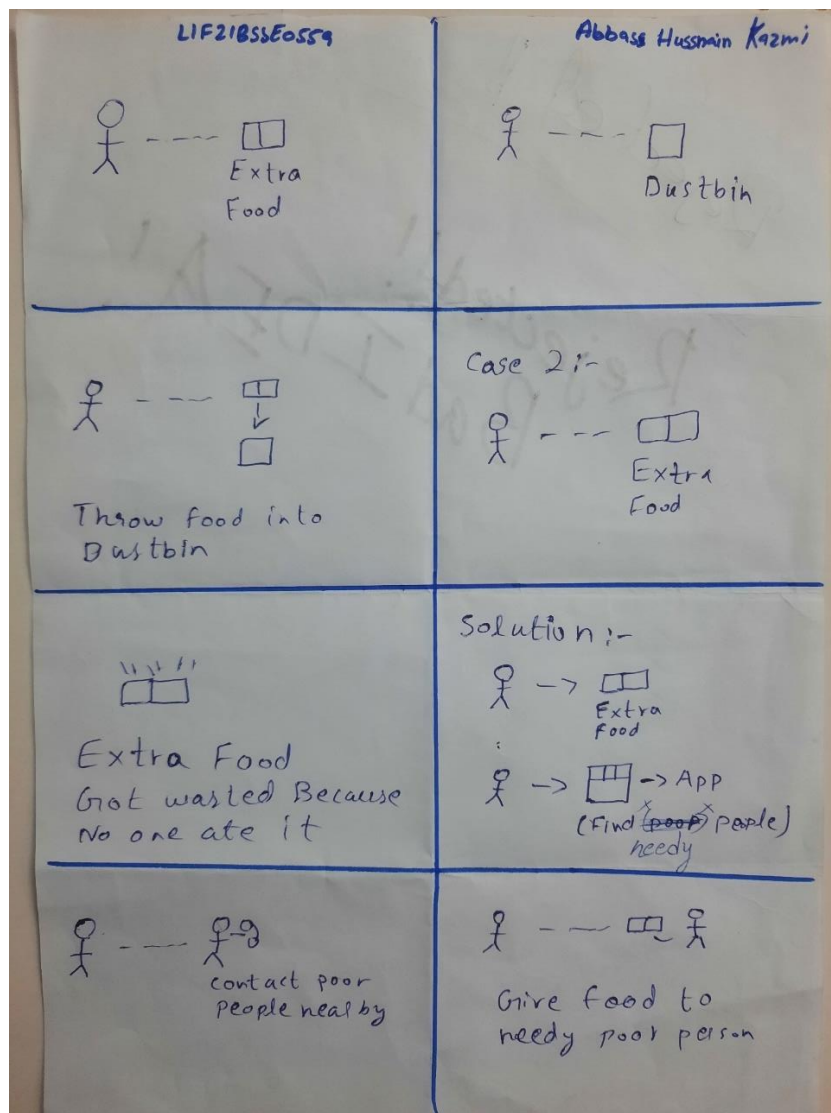 L1F21BSSE0559
Abbass Hussnain Kazmi
Extra
Food
Dustbin
Throw food into
Dustbin
Case 2:-
Extra
Food
Extra Food
Got wasted Because
No one ate it
Solution:-
Extra
Food
App
(Find poor people)
needy
contact poor
people nearby
Give food to
needy poor person